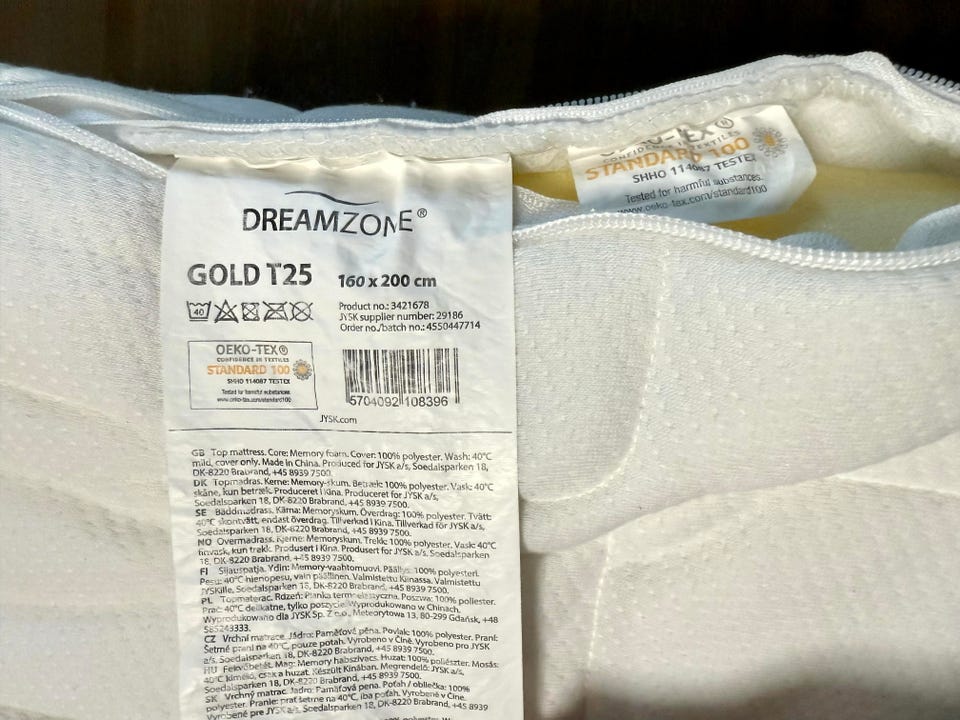 DREAMZONE®
GOLD T25 160 x 200 cm
40
Product no.: 3421678
JYSK supplier number: 29186
Order no./batch no.: 4550447714
OEKO-TEX®
CONFIDENCE IN TEXTILES
STANDARD 100
SHHO 114087 TESTEX
Tested for harmful substances.
www.oeko-tex.com/standard100
5704092 108396
JYSK.com
GB Top mattress. Core: Memory foam. Cover: 100% polyester. Wash: 40°C
mild, cover only. Made in China. Produced for JYSK a/s, Soedalsparken 18,
DK-8220 Brabrand, +45 8939 7500.
DK Topmadras. Kerne: Memory-skum. Betræk: 100% polyester. Vask: 40°C
skåne, kun betræk. Produceret i Kina. Produceret for JYSK a/s,
Soedalsparken 18, DK-8220 Brabrand, +45 8939 7500.
SE Bäddmadrass. Kärna: Memoryskum. Överdrag: 100% polyester. Tvätt:
40°C skontvätt, endast överdrag. Tillverkad i Kina. Tillverkad för JYSK a/s,
Soedalsparken 18, DK-8220 Brabrand, +45 8939 7500.
NO Overmadrass. Kjerne: Memoryskum. Trekk: 100% polyester. Vask: 40°C
finvask, kun trekk. Produsert i Kina. Produsert for JYSK a/s, Soedalsparken
18, DK-8220 Brabrand, +45 8939 7500.
FI Sijauspatja. Ydin: Memory-vaahtomuovi. Päällys: 100% polyesteri.
Pesu: 40°C hienopesu, vain päällinen. Valmistettu Kiinassa. Valmistettu
JYSKille, Soedalsparken 18, DK-8220 Brabrand, +45 8939 7500.
PL Topmaterac. Rdzeń: Pianka termoelastyczna. Poszwa: 100% poliester.
Prać: 40°C delikatne, tylko poszycie. Wyprodukowano w Chinach.
Wyprodukowano dla JYSK Sp. Z o.o., Meteorytowa 13, 80-299 Gdańsk, +48
585243333.
CZ Vrchní matrace. Jádro: Paměťová pěna. Povlak: 100% polyester. Praní:
Šetrné praní na 40°C, pouze potah. Vyrobeno v Číně. Vyrobeno pro JYSK
a/s, Soedalsparken 18, DK-8220 Brabrand, +45 8939 7500.
HU Fekvőbetét. Mag: Memory habszivacs. Huzat: 100% poliészter. Mosás:
40°C kímélő, csak a huzat. Készült Kínában. Megrendelő: JYSK a/s,
Soedalsparken 18, DK-8220 Brabrand, +45 8939 7500.
SK Vrchný matrac. Jadro: Pamäťová pena. Poťah / obliečka: 100%
polyester. Pranie: prať šetrne na 40°C, iba poťah. Vyrobené v Číne.
Vyrobené pre JYSK a/s, Soedalsparken 18, DK-8220 Brabrand, +45 8939
OEKO-TEX®
CONFIDENCE IN TEXTILES
STANDARD 100
SHHO 114087 TESTEX
Tested for harmful substances.
www.oeko-tex.com/standard100